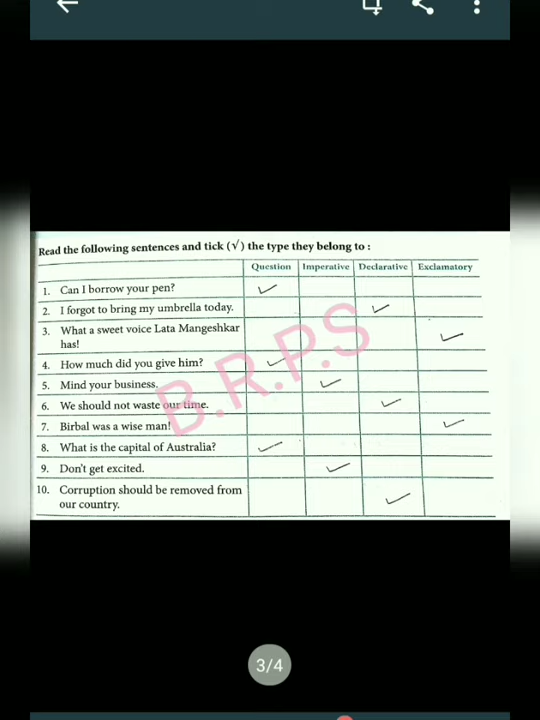 Read the following sentences and tick (√) the type they belong to :
Question Imperative Declarative Exclamatory
1. Can I borrow your pen? ✓
2. I forgot to bring my umbrella today. ✓
3. What a sweet voice Lata Mangeshkar
has! ✓
4. How much did you give him? ✓
5. Mind your business. ✓
6. We should not waste our time. ✓
7. Birbal was a wise man! ✓
8. What is the capital of Australia? ✓
9. Don't get excited. ✓
10. Corruption should be removed from
our country. ✓
B.R.P.S
3/4